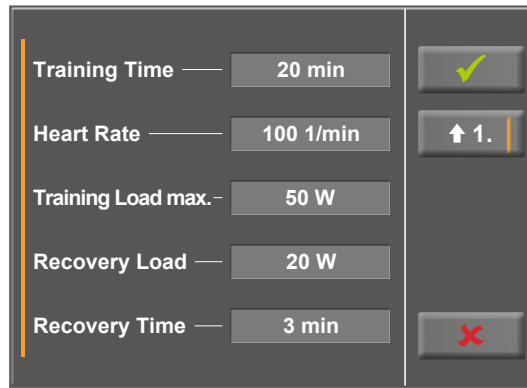 Training Time 20 min
Heart Rate 100 1/min
1.
Training Load max. 50 W
Recovery Load 20 W
Recovery Time 3 min